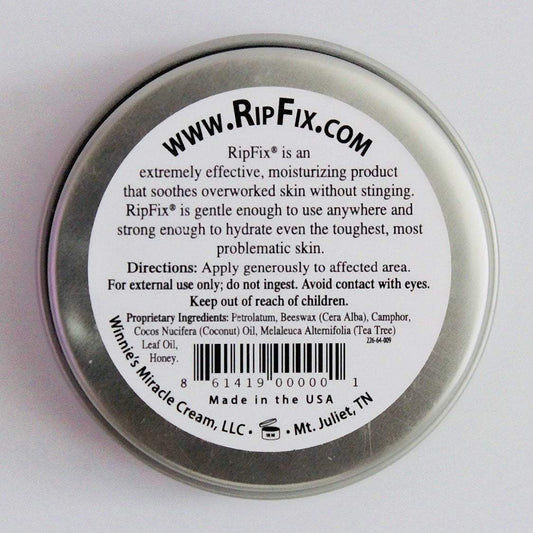 www.RipFix.com
RipFix® is an
extremely effective, moisturizing product
that soothes overworked skin without stinging.
RipFix® is gentle enough to use anywhere and
strong enough to hydrate even the toughest, most
problematic skin.
Directions: Apply generously to affected area.
For external use only; do not ingest. Avoid contact with eyes.
Keep out of reach of children.
Proprietary Ingredients: Petrolatum, Beeswax (Cera Alba), Camphor,
Cocos Nucifera (Coconut) Oil, Melaleuca Alternifolia (Tea Tree)
Leaf Oil,
Honey.
226-64-009
8 61419 00000 1
Made in the USA
Winnie's Miracle Cream, LLC • • Mt. Juliet, TN